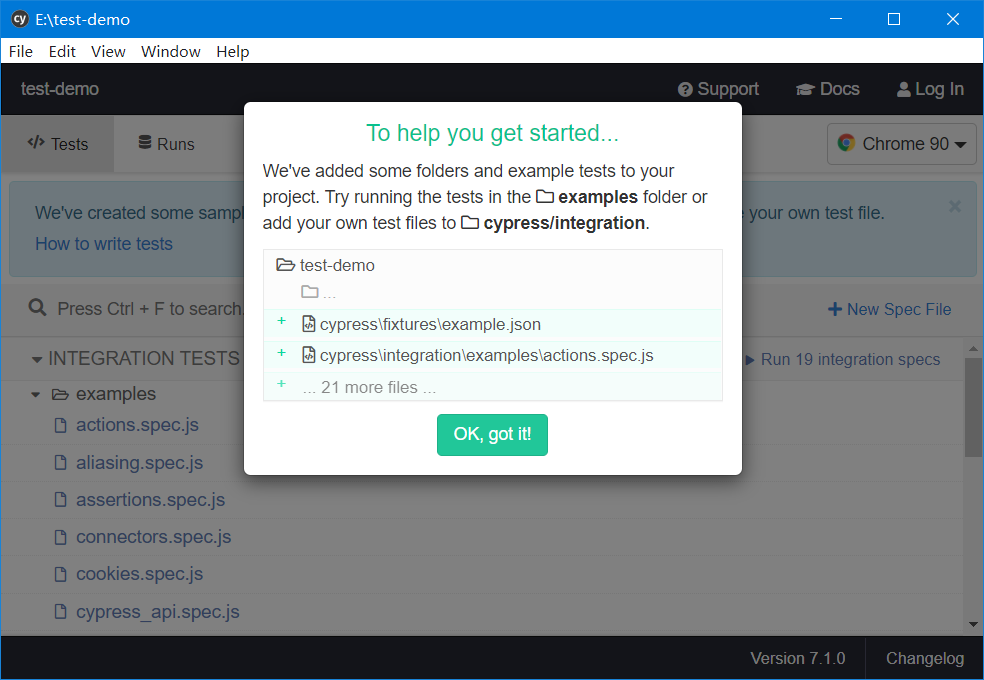 cy E:\test-demo
File Edit View Window Help
test-demo Support Docs Log In
Tests Runs Chrome 90
To help you get started...
We've added some folders and example tests to your
project. Try running the tests in the examples folder or
add your own test files to cypress/integration.
test-demo
...
+ cypress\fixtures\example.json
+ cypress\integration\examples\actions.spec.js
+ ... 21 more files ...
OK, got it!
We've created some sampl your own test file. ×
How to write tests
Press Ctrl + F to search New Spec File
INTEGRATION TESTS Run 19 integration specs
examples
actions.spec.js
aliasing.spec.js
assertions.spec.js
connectors.spec.js
cookies.spec.js
cypress_api.spec.js
Version 7.1.0 Changelog